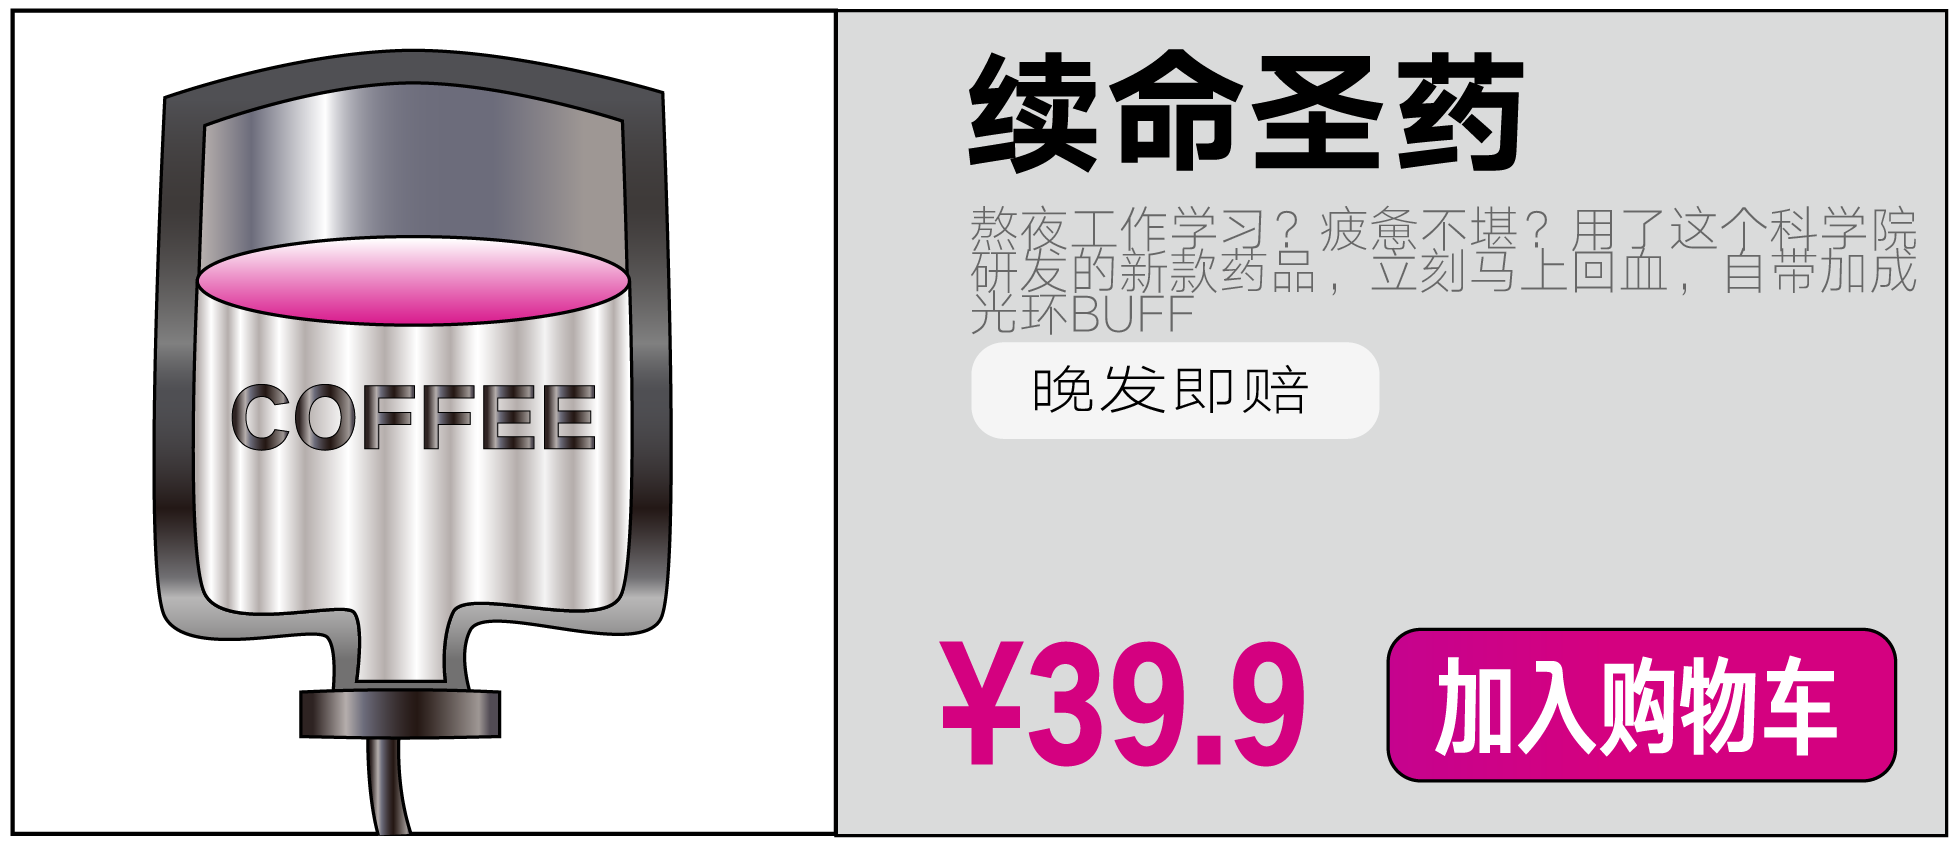 COFFEE
续命圣药
熬夜工作学习？疲惫不堪？用了这个科学院
研发的新款药品，立刻马上回血，自带加成
光环BUFF
晚发即赔
¥39.9
加入购物车